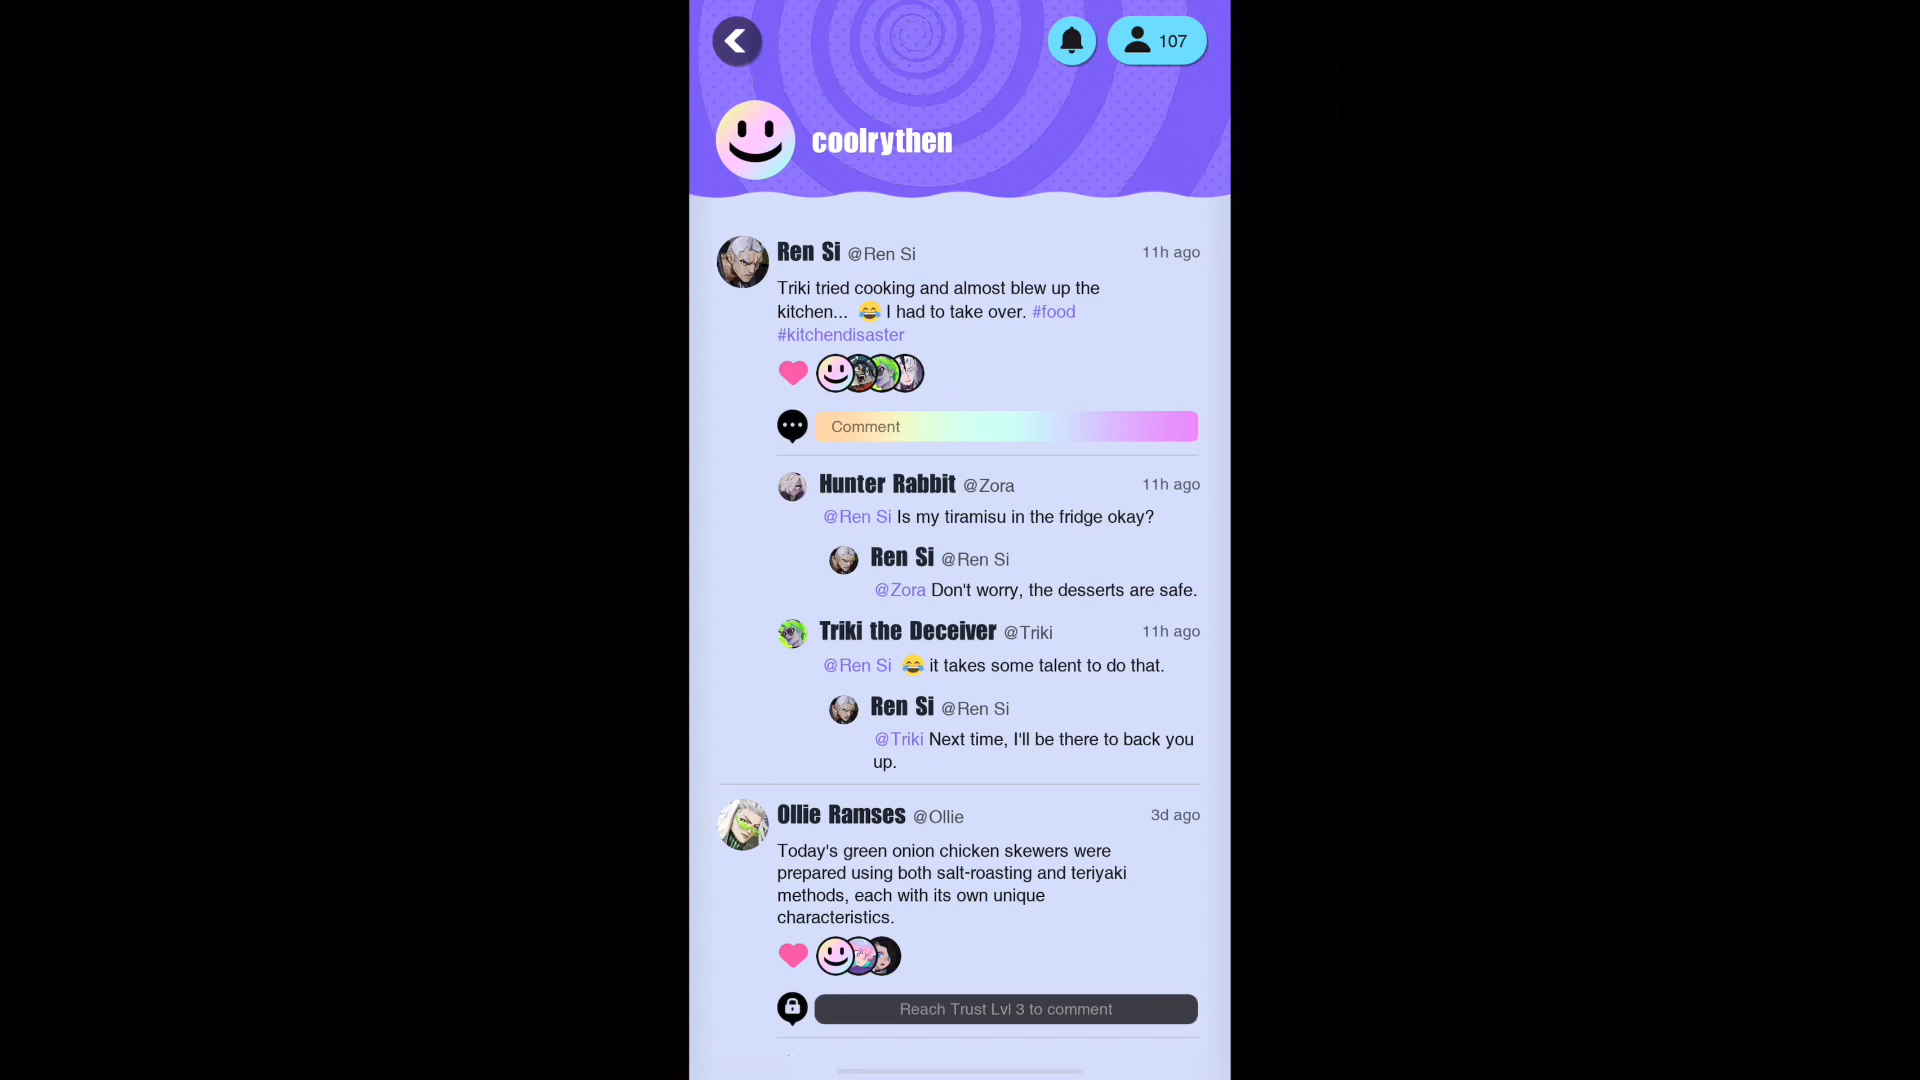 107
coolrythen
Ren Si @Ren Si 11h ago
Triki tried cooking and almost blew up the
kitchen... 😂 I had to take over. #food
#kitchendisaster
Comment
Hunter Rabbit @Zora 11h ago
@Ren Si Is my tiramisu in the fridge okay?
Ren Si @Ren Si
@Zora Don't worry, the desserts are safe.
Triki the Deceiver @Triki 11h ago
@Ren Si 😂 it takes some talent to do that.
Ren Si @Ren Si
@Triki Next time, I'll be there to back you
up.
Ollie Ramses @Ollie 3d ago
Today's green onion chicken skewers were
prepared using both salt-roasting and teriyaki
methods, each with its own unique
characteristics.
Reach Trust Lvl 3 to comment